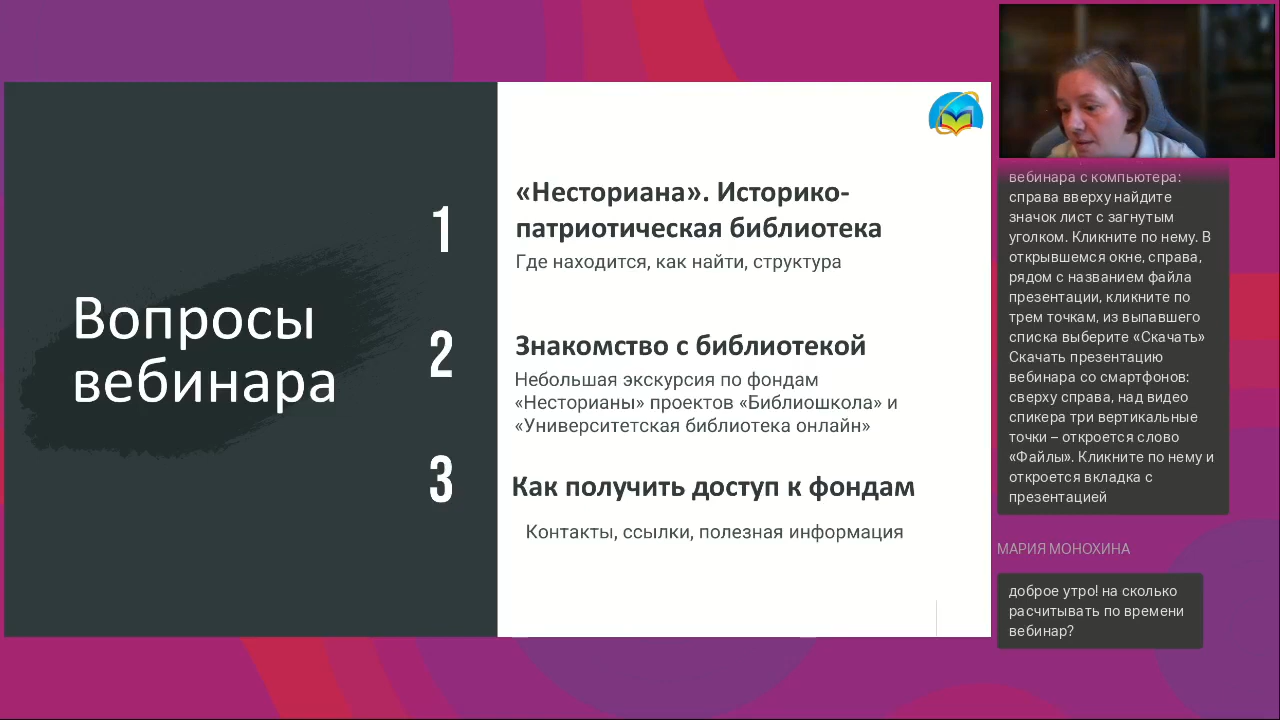 Вопросы
вебинара
1
«Несториана». Историко-
патриотическая библиотека
Где находится, как найти, структура
2
Знакомство с библиотекой
Небольшая экскурсия по фондам
«Несторианы» проектов «Библиошкола» и
«Университетская библиотека онлайн»
3
Как получить доступ к фондам
Контакты, ссылки, полезная информация
вебинара с компьютера:
справа вверху найдите
значок лист с загнутым
уголком. Кликните по нему. В
открывшемся окне, справа,
рядом с названием файла
презентации, кликните по
трем точкам, из выпавшего
списка выберите «Скачать»
Скачать презентацию
вебинара со смартфонов:
сверху справа, над видео
спикера три вертикальные
точки – откроется слово
«Файлы». Кликните по нему и
откроется вкладка с
презентацией
МАРИЯ МОНОХИНА
доброе утро! на сколько
расчитывать по времени
вебинар?